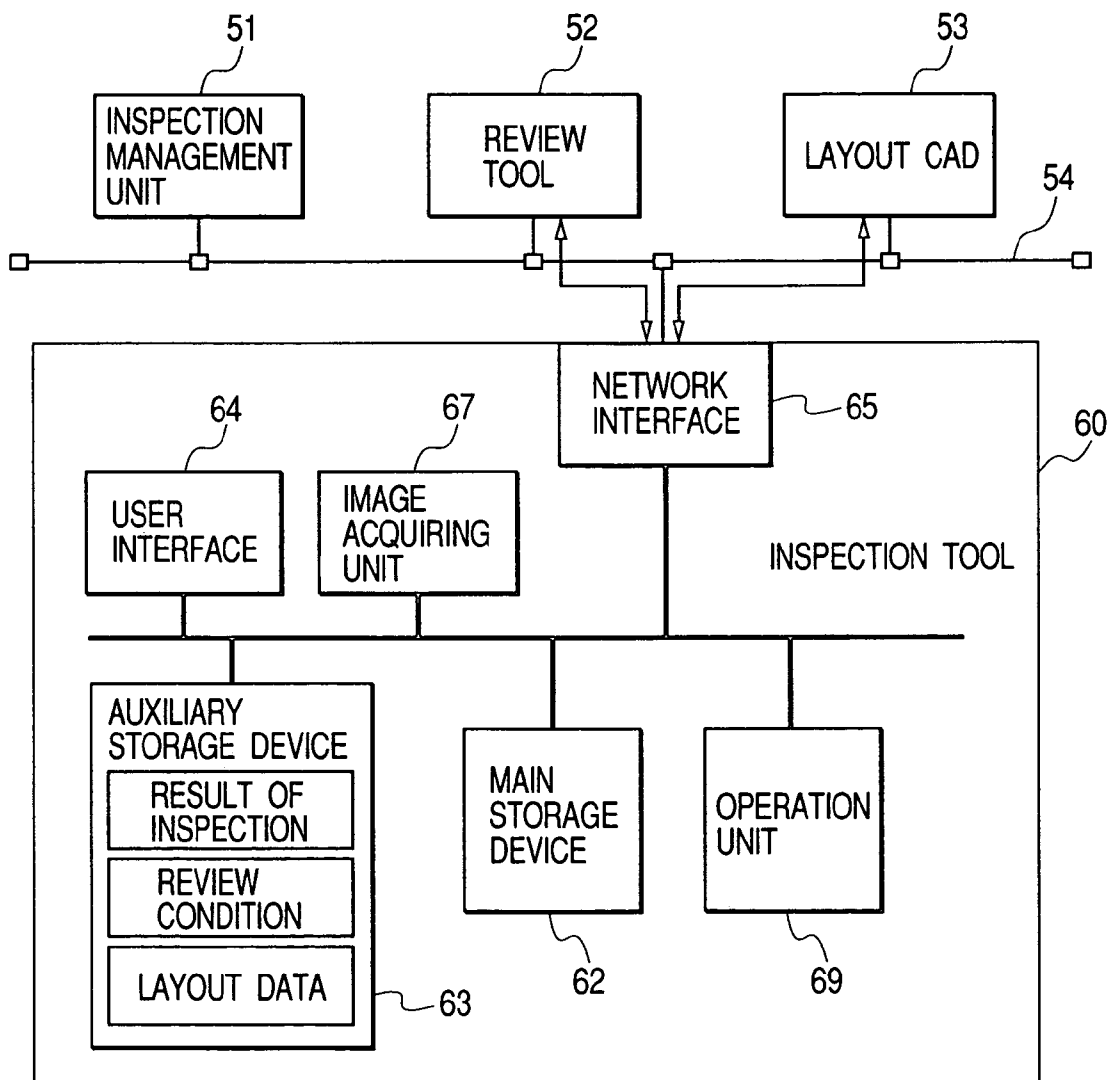 51
52
53
INSPECTION
MANAGEMENT
UNIT
REVIEW
TOOL
LAYOUT CAD
54
NETWORK
INTERFACE
65
60
64
67
USER
INTERFACE
IMAGE
ACQUIRING
UNIT
INSPECTION TOOL
AUXILIARY
STORAGE DEVICE
RESULT OF
INSPECTION
REVIEW
CONDITION
LAYOUT DATA
63
MAIN
STORAGE
DEVICE
62
OPERATION
UNIT
69